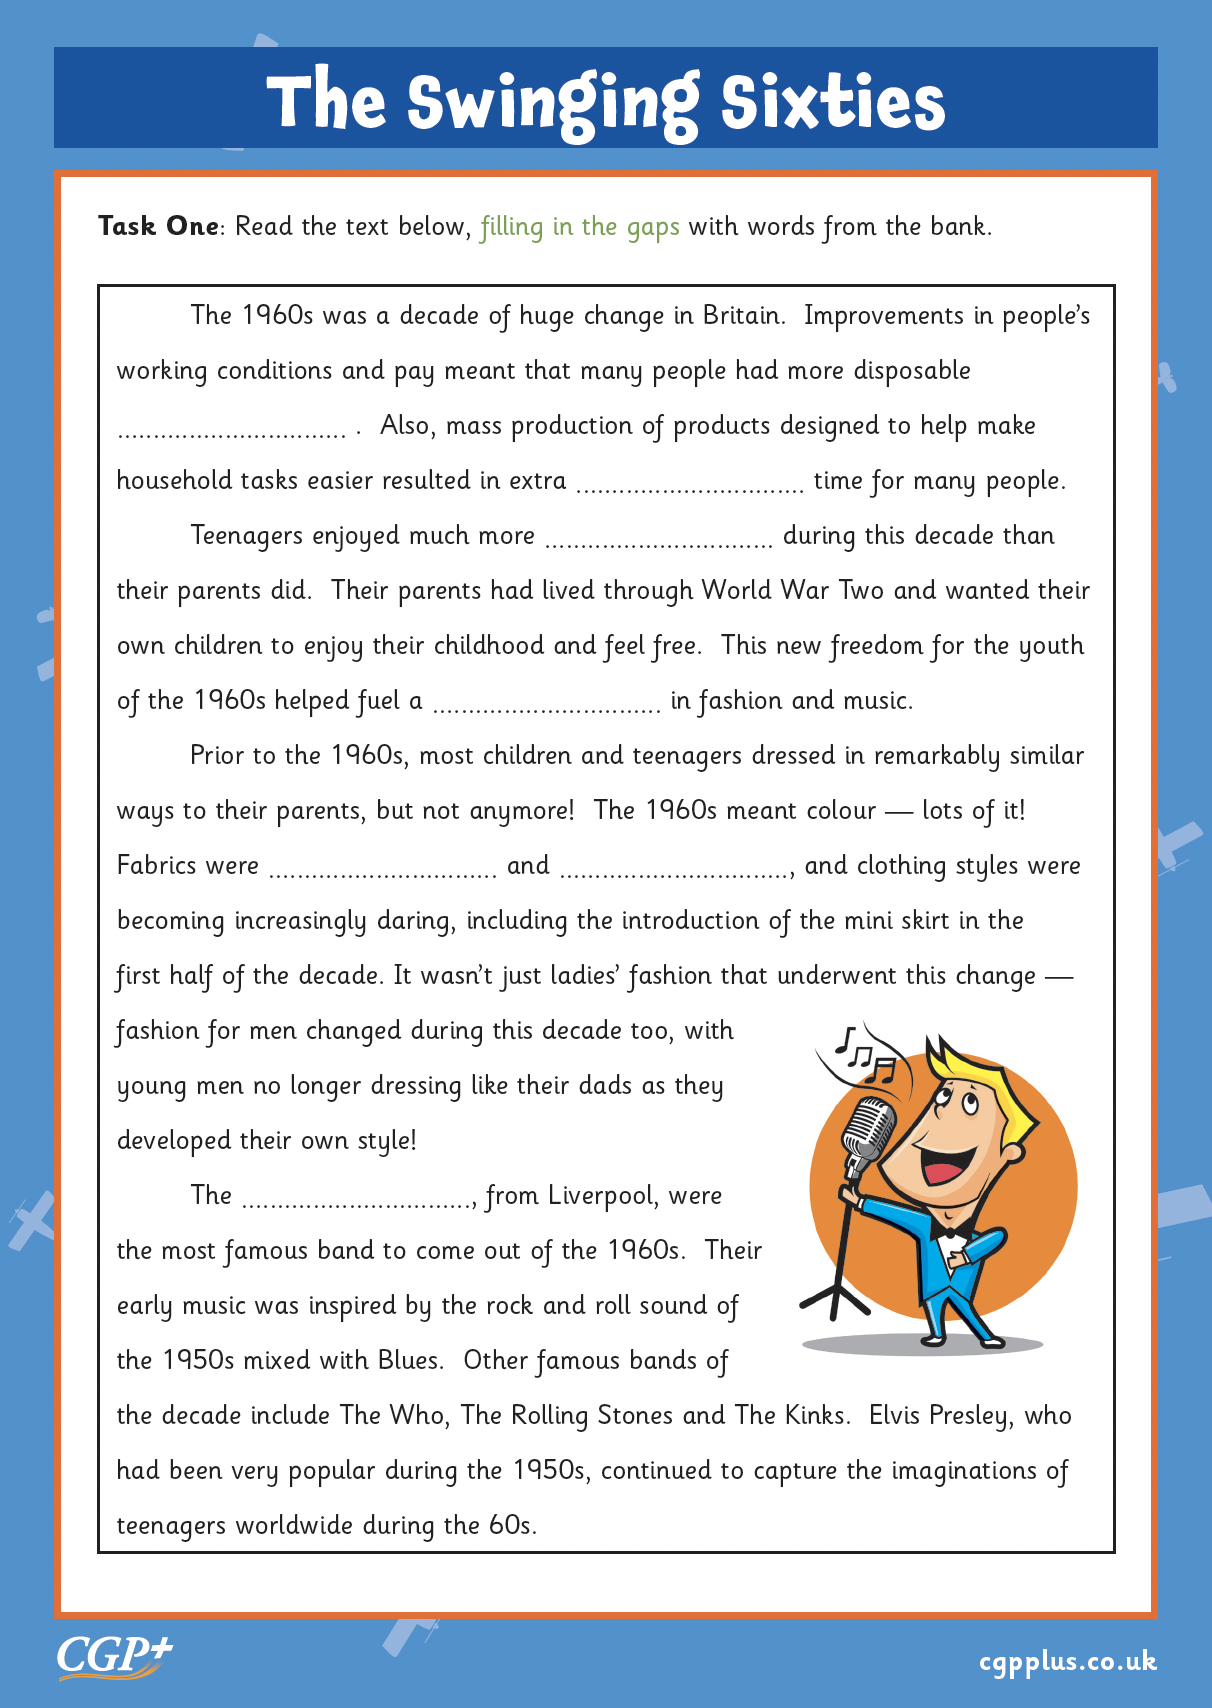 The Swinging Sixties
Task One: Read the text below, filling in the gaps with words from the bank.
The 1960s was a decade of huge change in Britain. Improvements in people's
working conditions and pay meant that many people had more disposable
................................ . Also, mass production of products designed to help make
household tasks easier resulted in extra ................................ time for many people.
Teenagers enjoyed much more ................................ during this decade than
their parents did. Their parents had lived through World War Two and wanted their
own children to enjoy their childhood and feel free. This new freedom for the youth
of the 1960s helped fuel a ................................ in fashion and music.
Prior to the 1960s, most children and teenagers dressed in remarkably similar
ways to their parents, but not anymore! The 1960s meant colour — lots of it!
Fabrics were ................................ and ................................, and clothing styles were
becoming increasingly daring, including the introduction of the mini skirt in the
first half of the decade. It wasn't just ladies' fashion that underwent this change —
fashion for men changed during this decade too, with
young men no longer dressing like their dads as they
developed their own style!
The ................................, from Liverpool, were
the most famous band to come out of the 1960s. Their
early music was inspired by the rock and roll sound of
the 1950s mixed with Blues. Other famous bands of
the decade include The Who, The Rolling Stones and The Kinks. Elvis Presley, who
had been very popular during the 1950s, continued to capture the imaginations of
teenagers worldwide during the 60s.
CGP+
cgpplus.co.uk